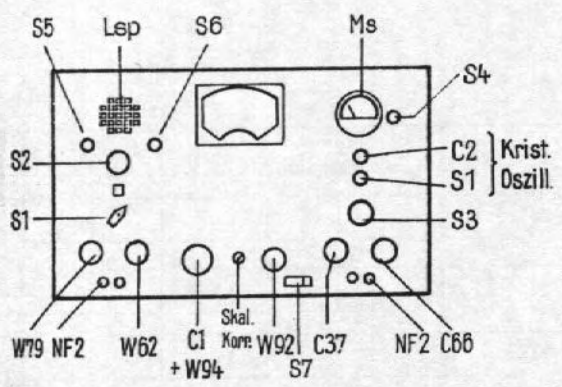 S5 Lsp S6 Ms
S4
S2 C2 Krist.
S1 Oszill.
S1 S3
W79 NF2 W62 C1 Skal. W92 C37 NF2 C66
+ W94 Korr. S7